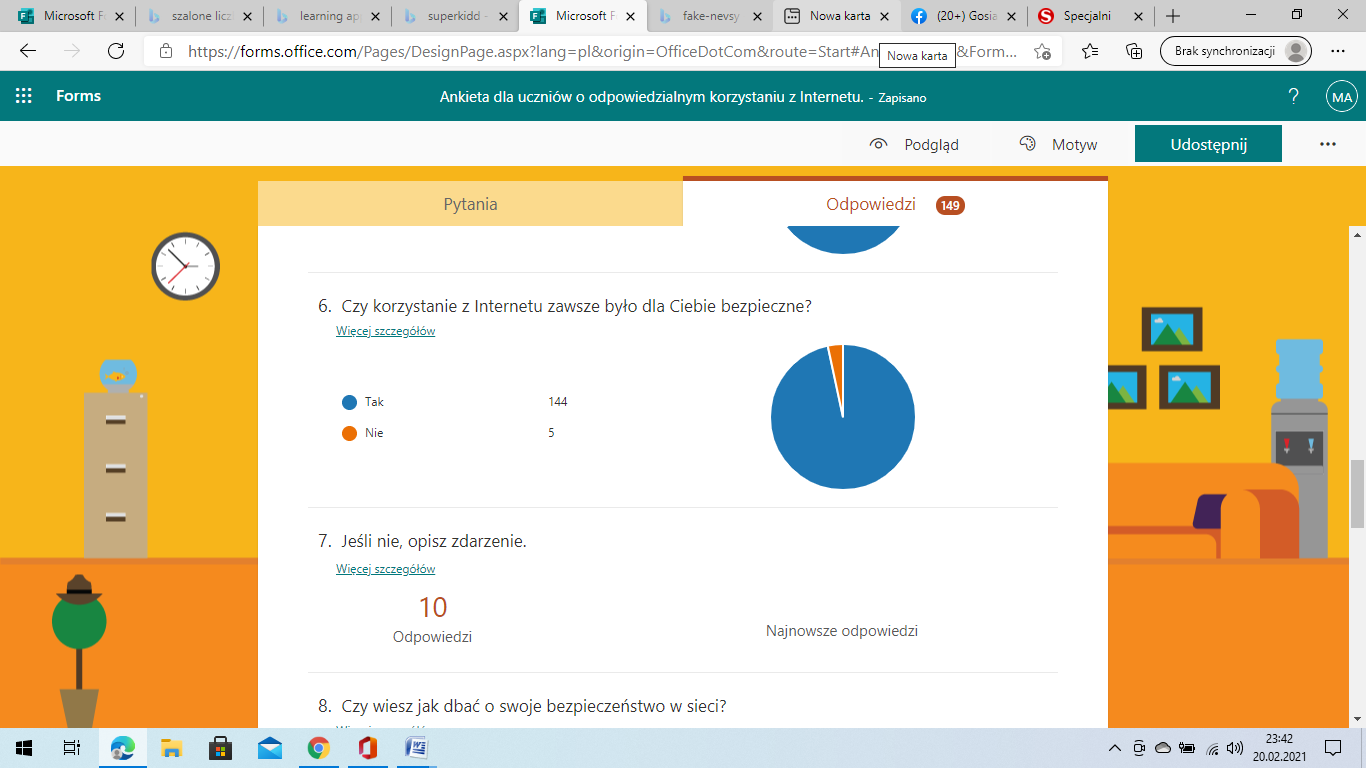 Microsoft F
szalone licz
learning ap
superkidd -
Microsoft F
fake-nevsy
Nowa karta
(20+) Gosia
Specjalni
https://forms.office.com/Pages/DesignPage.aspx?lang=pl&origin=OfficeDotCom&route=Start#An
&Form...
Nowa karta
Brak synchronizacji
Forms
Ankieta dla uczniów o odpowiedzialnym korzystaniu z Internetu. - Zapisano
?
MA
Podgląd
Motyw
Udostępnij
Pytania
Odpowiedzi 149
6. Czy korzystanie z Internetu zawsze było dla Ciebie bezpieczne?
Więcej szczegółów
Tak 144
Nie 5
7. Jeśli nie, opisz zdarzenie.
Więcej szczegółów
10
Odpowiedzi
Najnowsze odpowiedzi
8. Czy wiesz jak dbać o swoje bezpieczeństwo w sieci?
23:42
20.02.2021